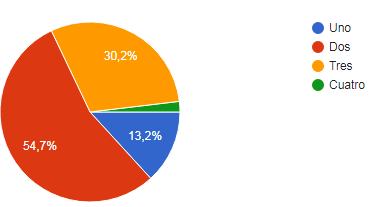 30,2%
54,7%
13,2%
Uno
Dos
Tres
Cuatro